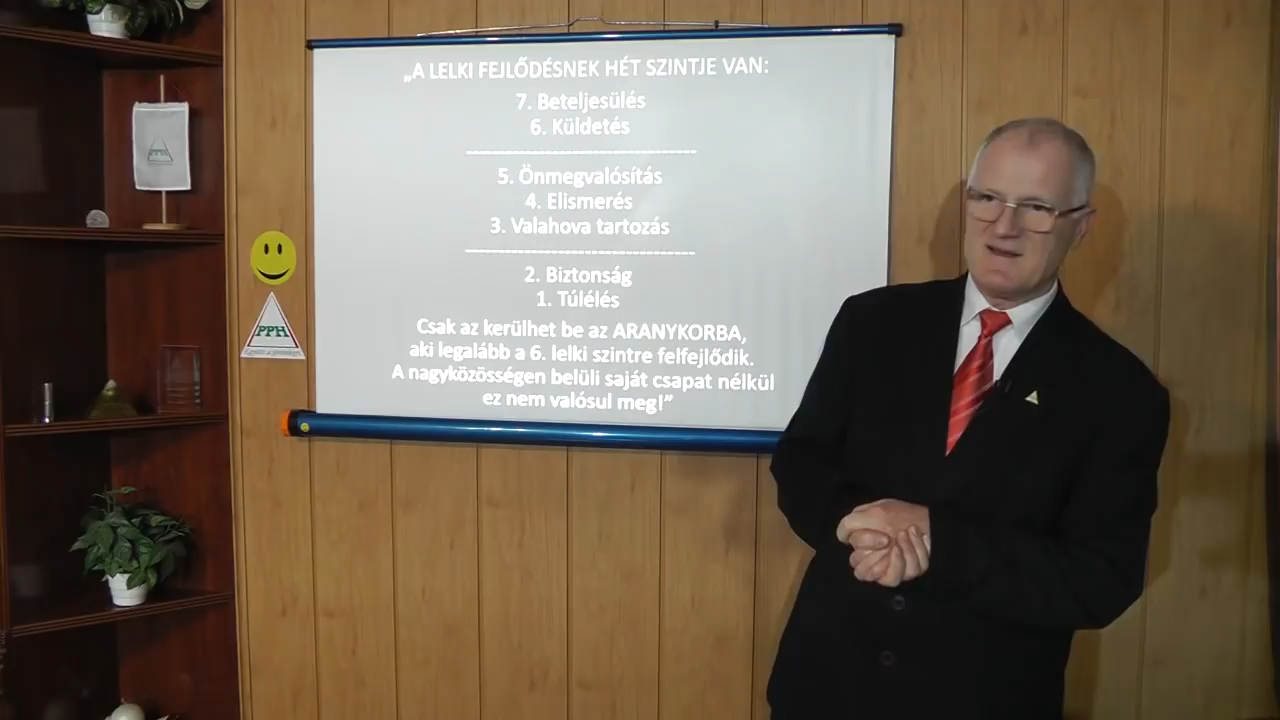 „A LELKI FEJLŐDÉSNEK HÉT SZINTJE VAN:
7. Beteljesülés
6. Küldetés
5. Önmegvalósítás
4. Elismerés
3. Valahova tartozás
2. Biztonság
1. Túlélés
Csak az kerülhet be az ARANYKORBA,
aki legalább a 6. lelki szintre felfejlődik.
A nagyközösségen belüli saját csapat nélkül
ez nem valósul meg!”
PPH